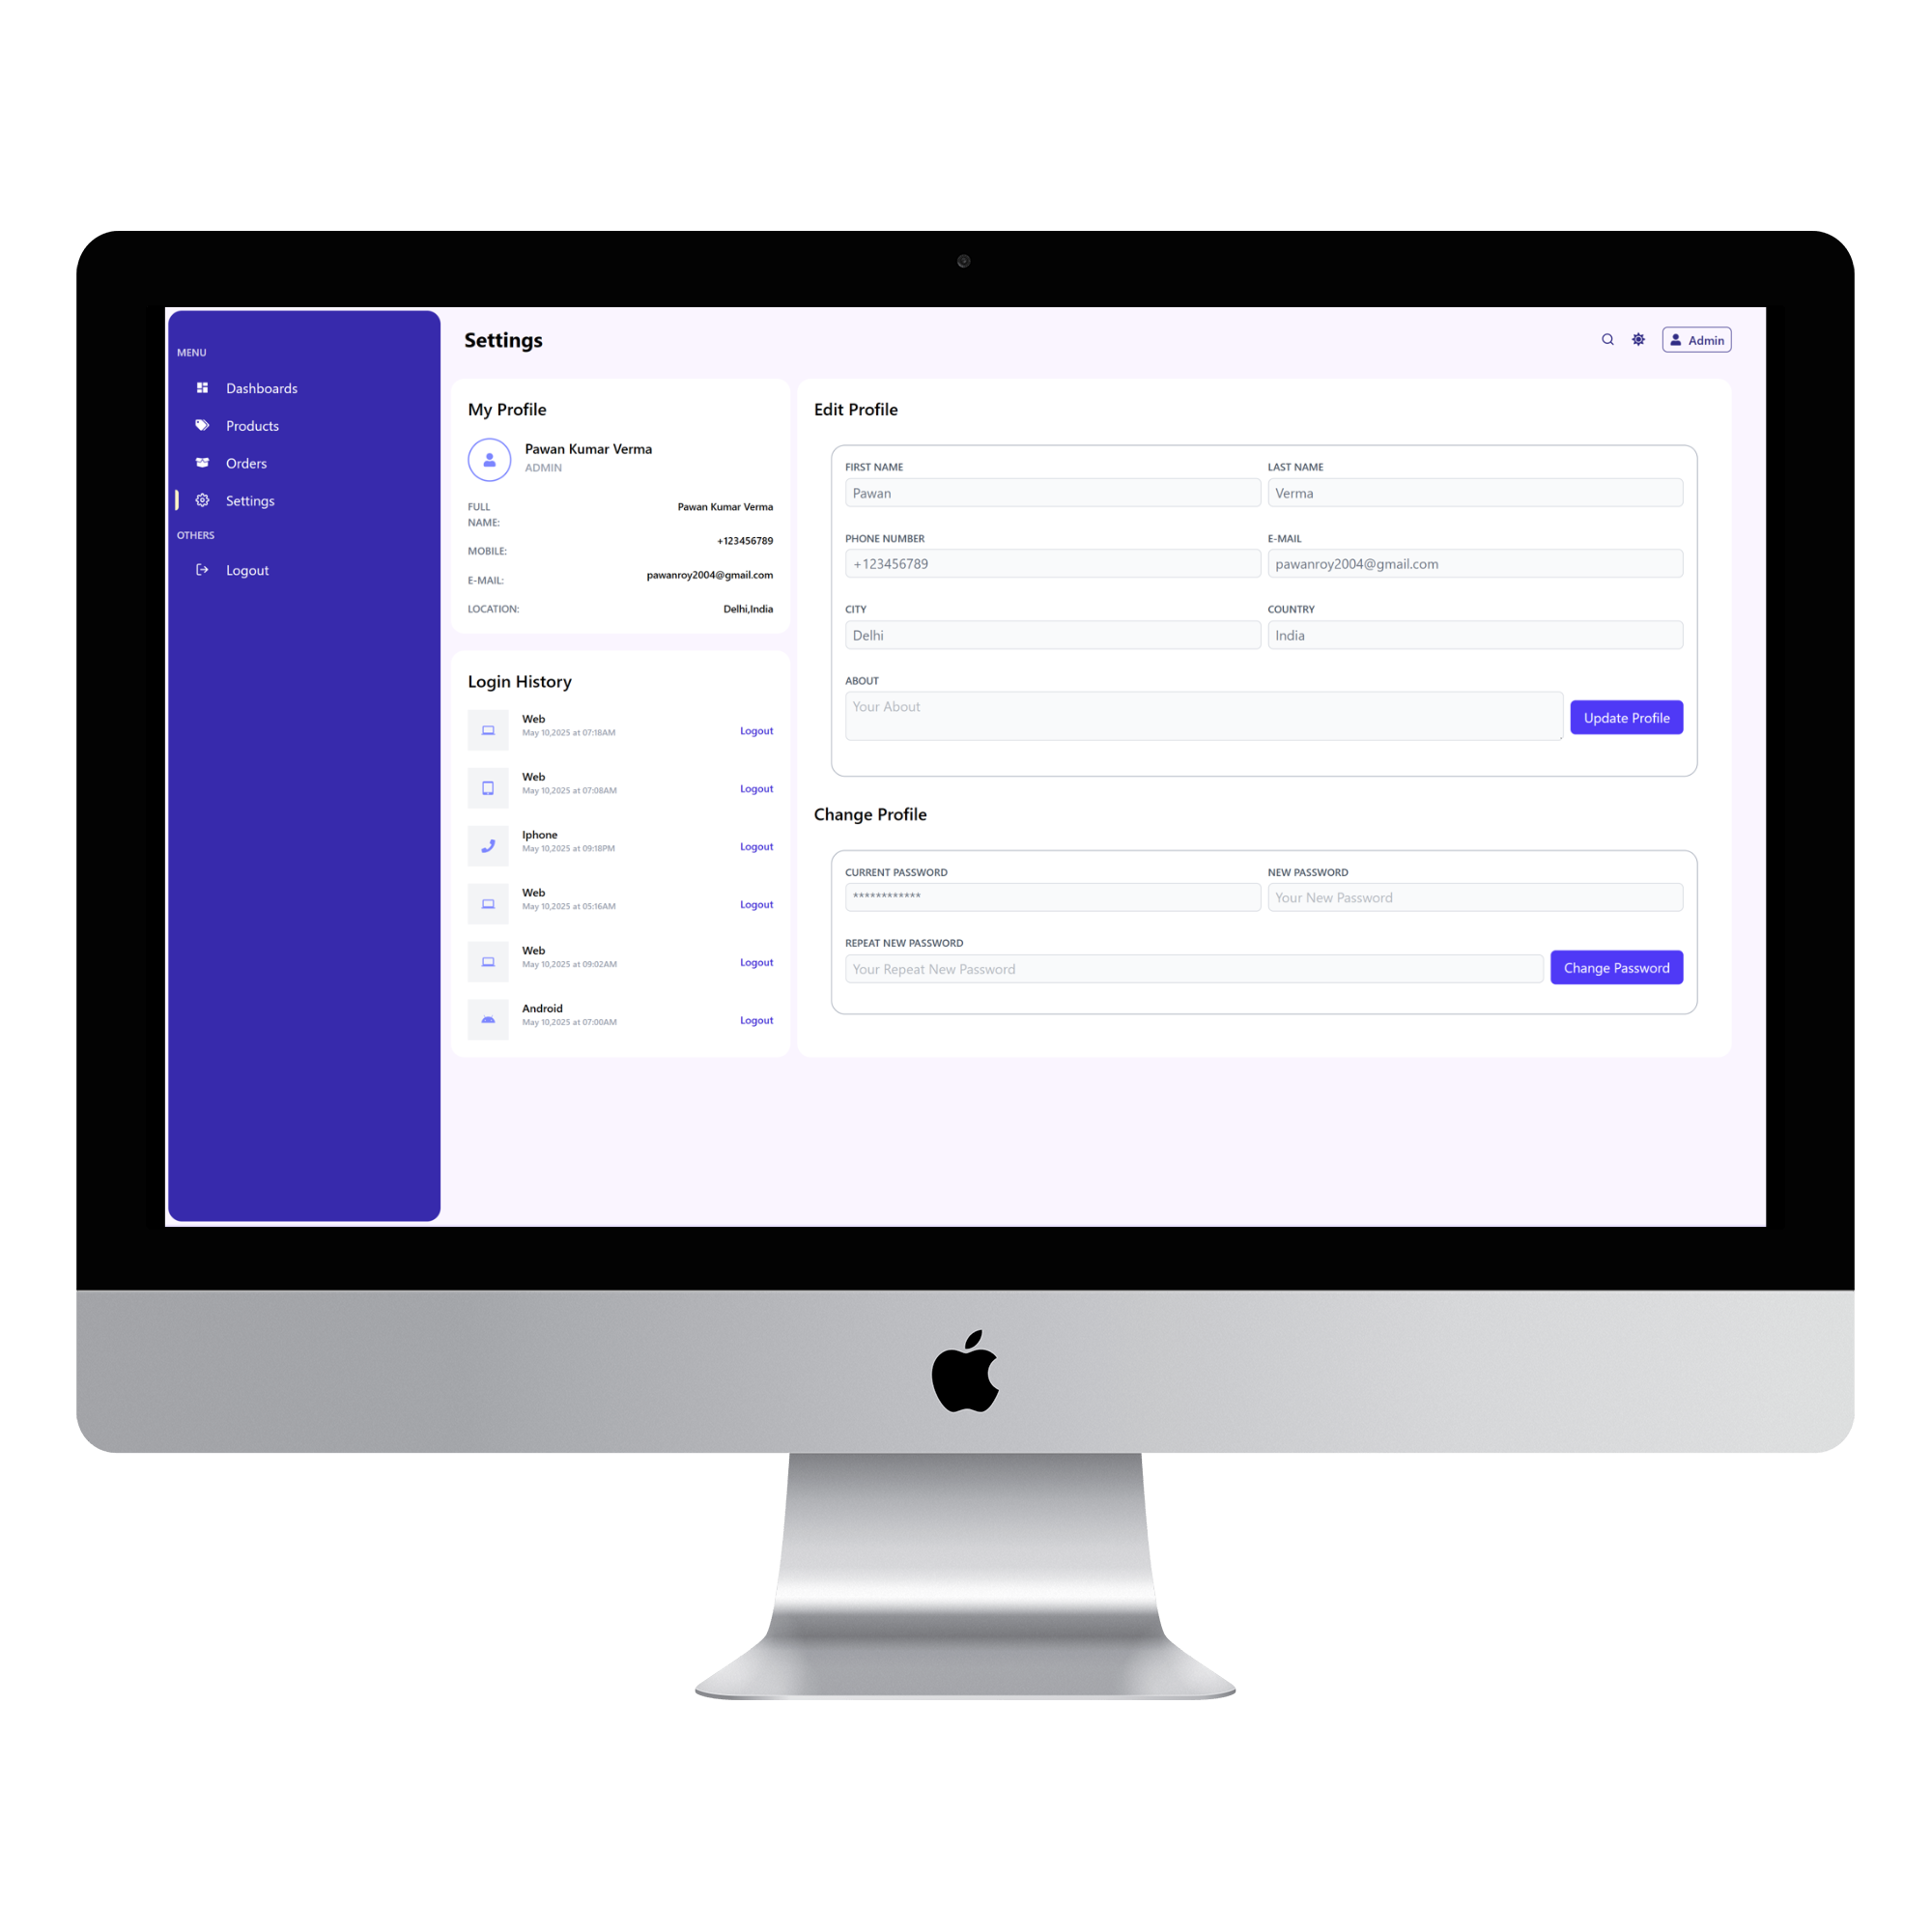 MENU
Dashboards
Products
Orders
Settings
OTHERS
Logout
Settings
Admin
My Profile
Pawan Kumar Verma
ADMIN
FULL NAME: Pawan Kumar Verma
MOBILE: +123456789
E-MAIL: pawanroy2004@gmail.com
LOCATION: Delhi,India
Login History
Web
May 10,2025 at 07:18AM
Logout
Web
May 10,2025 at 07:08AM
Logout
Iphone
May 10,2025 at 09:18PM
Logout
Web
May 10,2025 at 05:16AM
Logout
Web
May 10,2025 at 09:02AM
Logout
Android
May 10,2025 at 07:00AM
Logout
Edit Profile
FIRST NAME
Pawan
LAST NAME
Verma
PHONE NUMBER
+123456789
E-MAIL
pawanroy2004@gmail.com
CITY
Delhi
COUNTRY
India
ABOUT
Your About
Update Profile
Change Profile
CURRENT PASSWORD
************
NEW PASSWORD
Your New Password
REPEAT NEW PASSWORD
Your Repeat New Password
Change Password